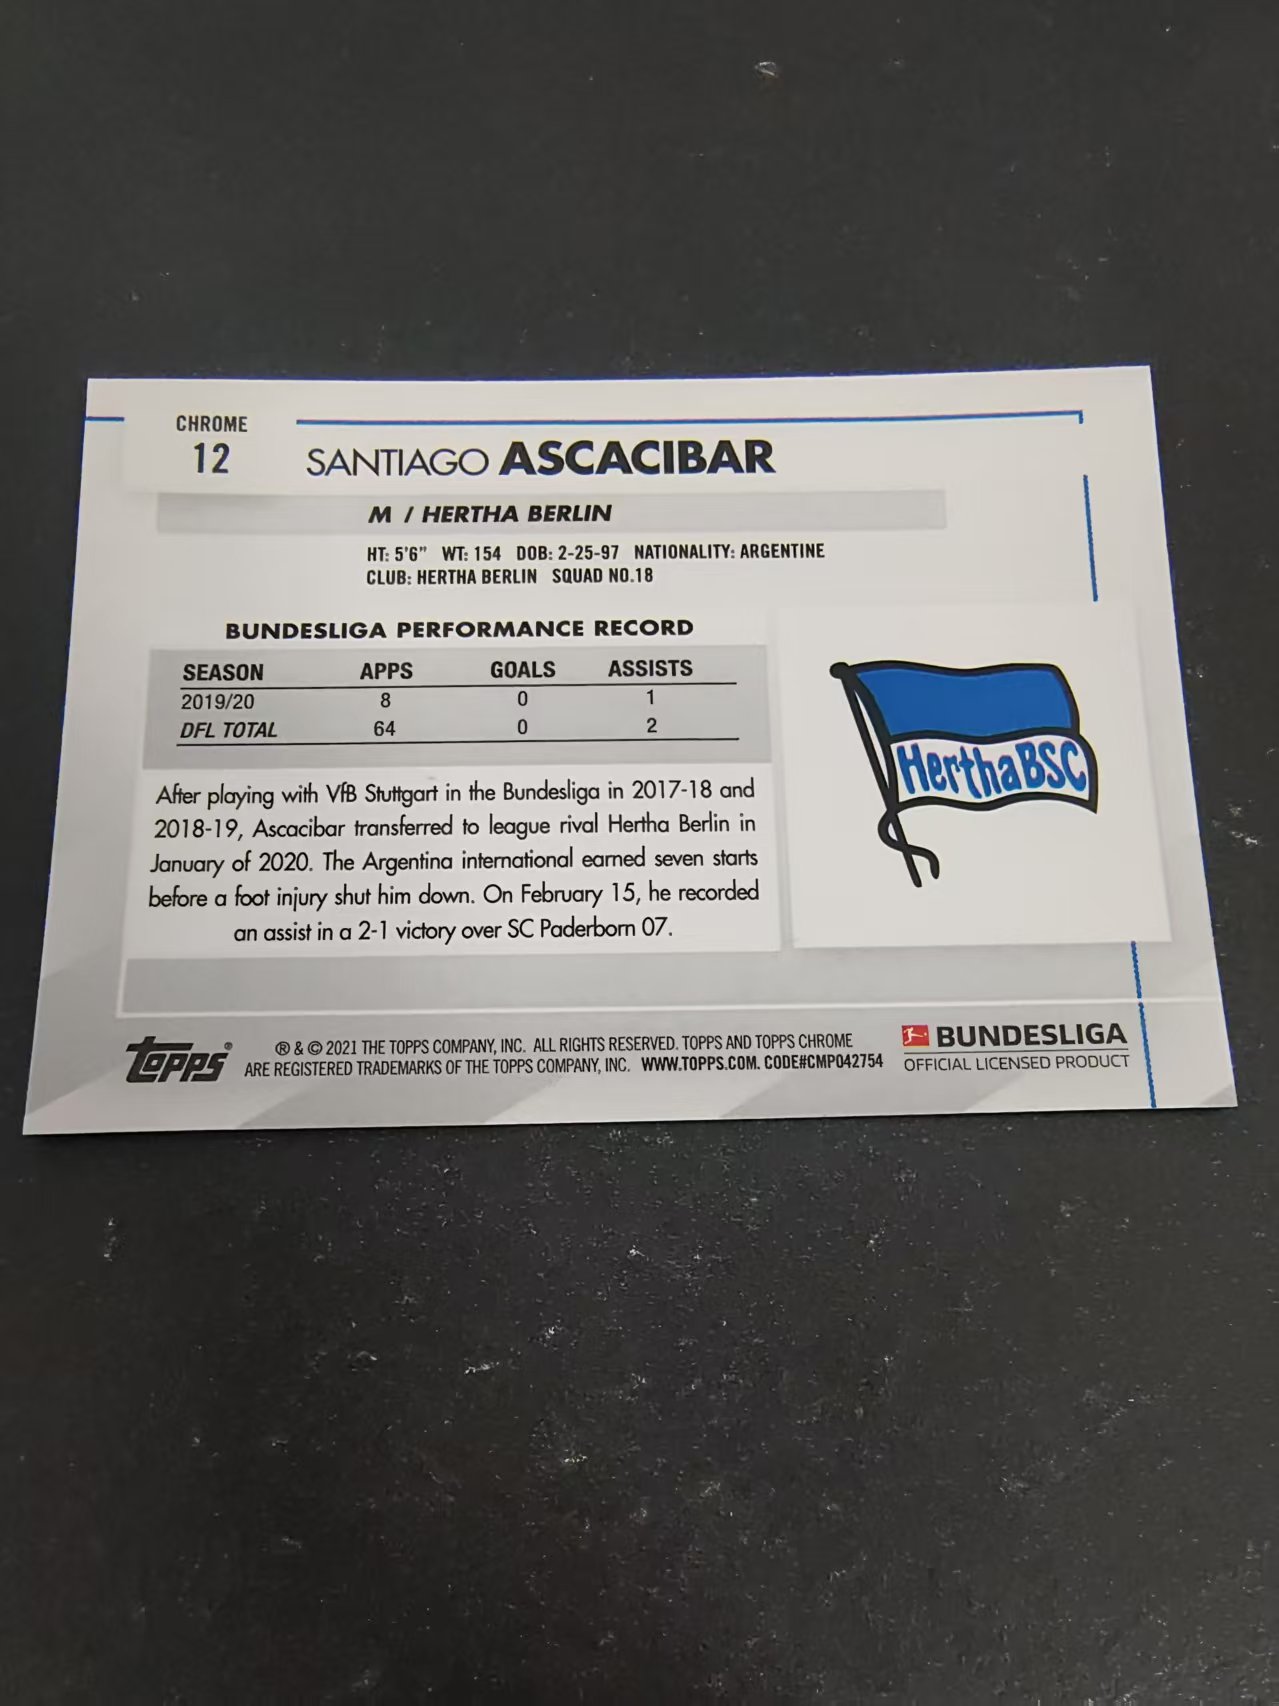 CHROME
12
SANTIAGO ASCACIBAR
M / HERTHA BERLIN
HT: 5'6" WT: 154 DOB: 2-25-97 NATIONALITY: ARGENTINE
CLUB: HERTHA BERLIN SQUAD NO.18
BUNDESLIGA PERFORMANCE RECORD
SEASON APPS GOALS ASSISTS
2019/20 8 0 1
DFL TOTAL 64 0 2
After playing with VfB Stuttgart in the Bundesliga in 2017-18 and
2018-19, Ascacibar transferred to league rival Hertha Berlin in
January of 2020. The Argentina international earned seven starts
before a foot injury shut him down. On February 15, he recorded
an assist in a 2-1 victory over SC Paderborn 07.
HerthaBSC
Topps®
® & © 2021 THE TOPPS COMPANY, INC. ALL RIGHTS RESERVED. TOPPS AND TOPPS CHROME
ARE REGISTERED TRADEMARKS OF THE TOPPS COMPANY, INC. WWW.TOPPS.COM. CODE#CMP042754
BUNDESLIGA
OFFICIAL LICENSED PRODUCT